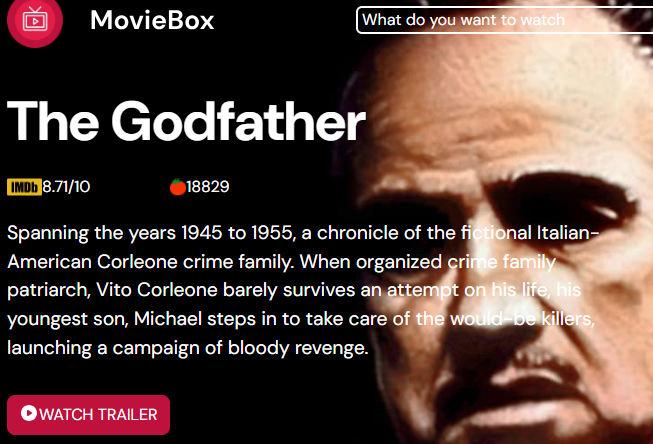 MovieBox
What do you want to watch
The Godfather
IMDb 8.71/10
18829
Spanning the years 1945 to 1955, a chronicle of the fictional Italian-
American Corleone crime family. When organized crime family
patriarch, Vito Corleone barely survives an attempt on his life, his
youngest son, Michael steps in to take care of the would-be killers,
launching a campaign of bloody revenge.
WATCH TRAILER